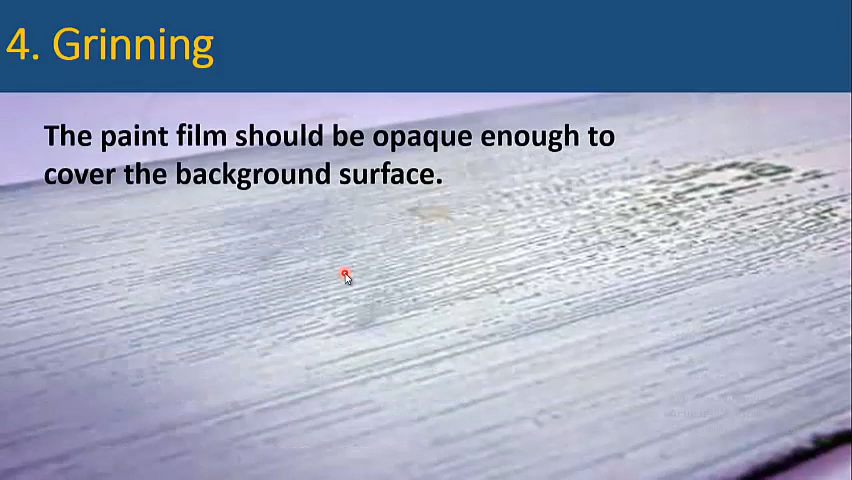 4. Grinning
The paint film should be opaque enough to
cover the background surface.